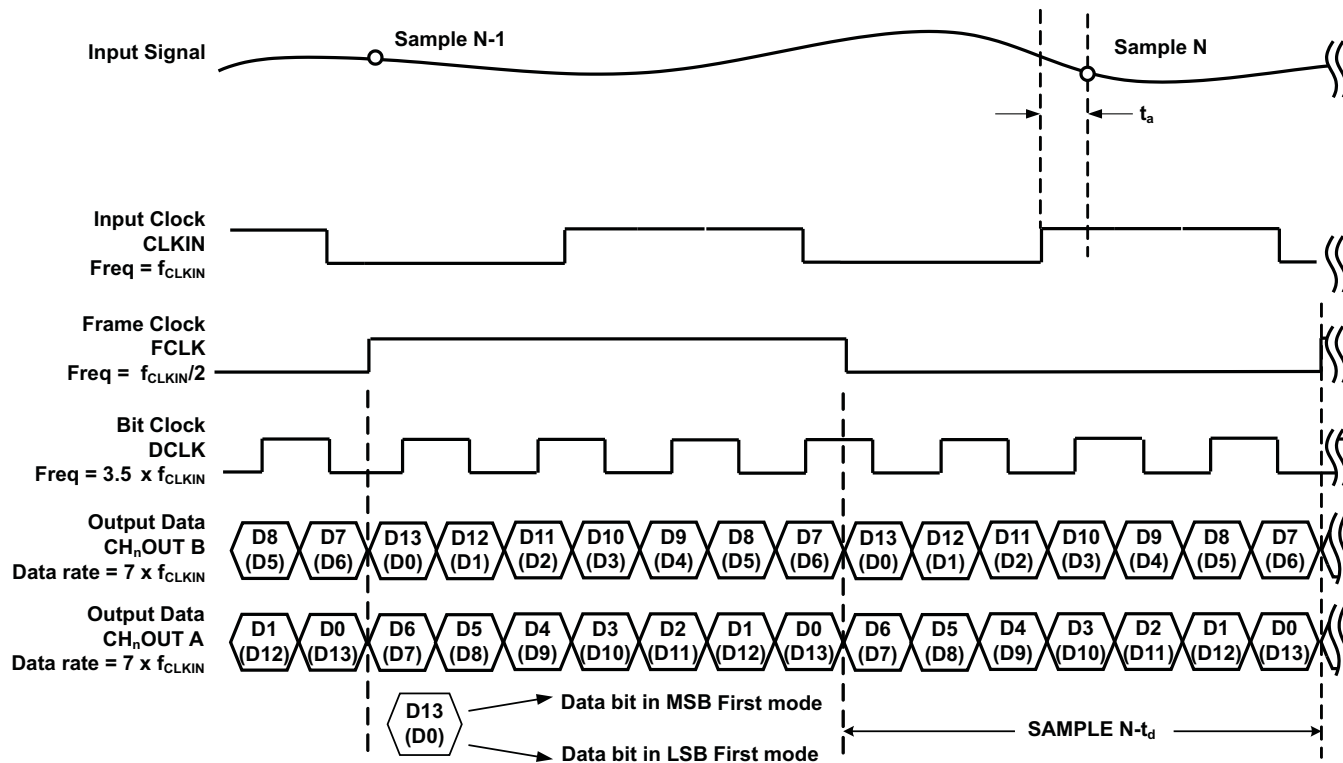 Input Signal
Sample N-1
Sample N
ta
Input Clock
CLKIN
Freq = fCLKIN
Frame Clock
FCLK
Freq = fCLKIN/2
Bit Clock
DCLK
Freq = 3.5 x fCLKIN
Output Data
CHnOUT B
Data rate = 7 x fCLKIN
D8 D7 D13 D12 D11 D10 D9 D8 D7 D13 D12 D11 D10 D9 D8 D7
(D5) (D6) (D0) (D1) (D2) (D3) (D4) (D5) (D6) (D0) (D1) (D2) (D3) (D4) (D5) (D6)
Output Data
CHnOUT A
Data rate = 7 x fCLKIN
D1 D0 D6 D5 D4 D3 D2 D1 D0 D6 D5 D4 D3 D2 D1 D0
(D12) (D13) (D7) (D8) (D9) (D10) (D11) (D12) (D13) (D7) (D8) (D9) (D10) (D11) (D12) (D13)
D13
(D0)
Data bit in MSB First mode
Data bit in LSB First mode
SAMPLE N-td